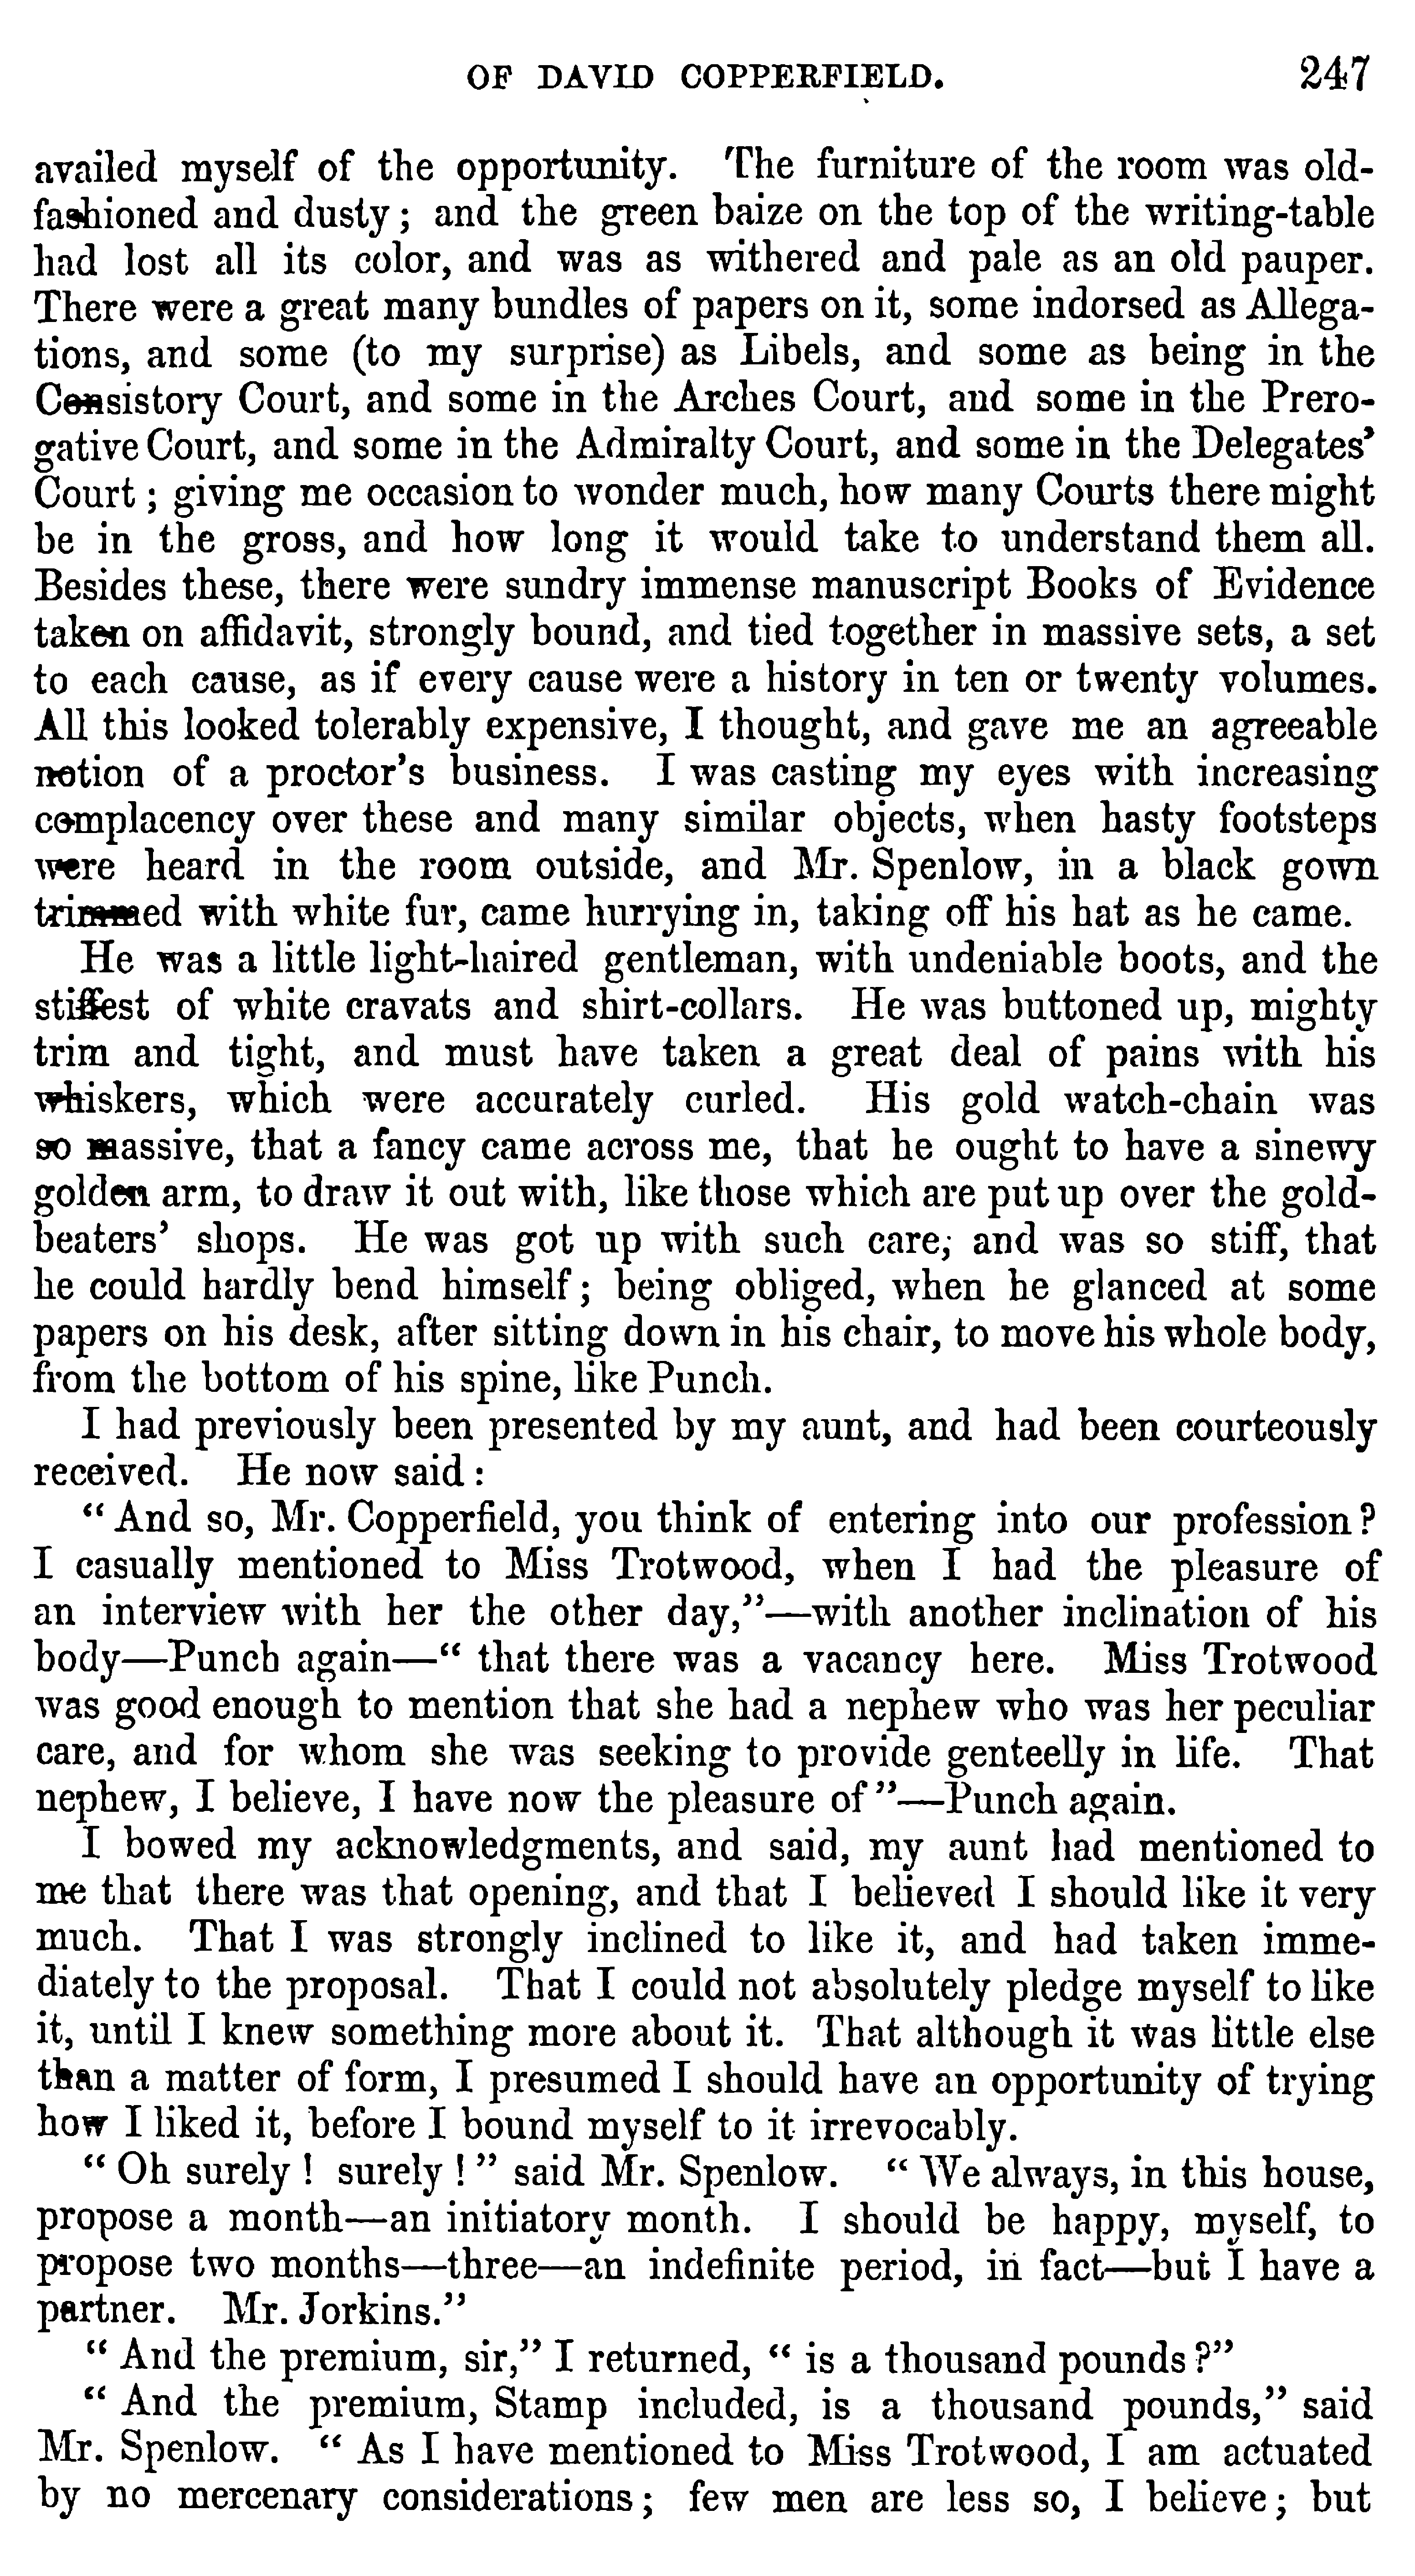 OF DAVID COPPERFIELD. 247
availed myself of the opportunity. The furniture of the room was old-
fashioned and dusty; and the green baize on the top of the writing-table
had lost all its color, and was as withered and pale as an old pauper.
There were a great many bundles of papers on it, some indorsed as Allega-
tions, and some (to my surprise) as Libels, and some as being in the
Consistory Court, and some in the Arches Court, and some in the Prero-
gative Court, and some in the Admiralty Court, and some in the Delegates'
Court; giving me occasion to wonder much, how many Courts there might
be in the gross, and how long it would take to understand them all.
Besides these, there were sundry immense manuscript Books of Evidence
taken on affidavit, strongly bound, and tied together in massive sets, a set
to each cause, as if every cause were a history in ten or twenty volumes.
All this looked tolerably expensive, I thought, and gave me an agreeable
notion of a proctor's business. I was casting my eyes with increasing
complacency over these and many similar objects, when hasty footsteps
were heard in the room outside, and Mr. Spenlow, in a black gown
trimmed with white fur, came hurrying in, taking off his hat as he came.
He was a little light-haired gentleman, with undeniable boots, and the
stiffest of white cravats and shirt-collars. He was buttoned up, mighty
trim and tight, and must have taken a great deal of pains with his
whiskers, which were accurately curled. His gold watch-chain was
so massive, that a fancy came across me, that he ought to have a sinewy
golden arm, to draw it out with, like those which are put up over the gold-
beaters' shops. He was got up with such care, and was so stiff, that
he could hardly bend himself; being obliged, when he glanced at some
papers on his desk, after sitting down in his chair, to move his whole body,
from the bottom of his spine, like Punch.
I had previously been presented by my aunt, and had been courteously
received. He now said:
"And so, Mr. Copperfield, you think of entering into our profession?
I casually mentioned to Miss Trotwood, when I had the pleasure of
an interview with her the other day,"—with another inclination of his
body—Punch again—"that there was a vacancy here. Miss Trotwood
was good enough to mention that she had a nephew who was her peculiar
care, and for whom she was seeking to provide genteelly in life. That
nephew, I believe, I have now the pleasure of"—Punch again.
I bowed my acknowledgments, and said, my aunt had mentioned to
me that there was that opening, and that I believed I should like it very
much. That I was strongly inclined to like it, and had taken imme-
diately to the proposal. That I could not absolutely pledge myself to like
it, until I knew something more about it. That although it was little else
than a matter of form, I presumed I should have an opportunity of trying
how I liked it, before I bound myself to it irrevocably.
"Oh surely! surely!" said Mr. Spenlow. "We always, in this house,
propose a month—an initiatory month. I should be happy, myself, to
propose two months—three—an indefinite period, in fact—but I have a
partner. Mr. Jorkins."
"And the premium, sir," I returned, "is a thousand pounds?"
"And the premium, Stamp included, is a thousand pounds," said
Mr. Spenlow. "As I have mentioned to Miss Trotwood, I am actuated
by no mercenary considerations; few men are less so, I believe; but